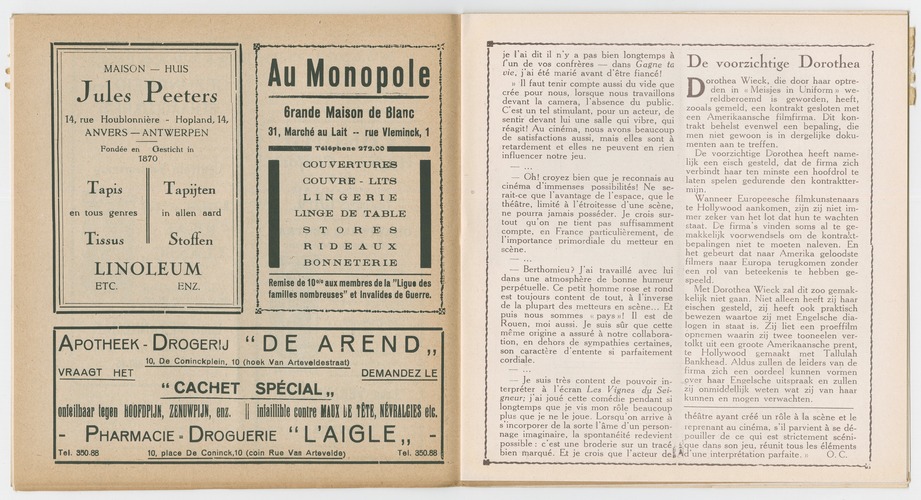 MAISON — HUIS
Jules Peeters
14, rue Houblonnière - Hopland, 14,
ANVERS — ANTWERPEN
Fondée en Gesticht in
1870
Tapis
en tous genres
Tissus
Tapijten
in allen aard
Stoffen
LINOLEUM
ETC. ENZ.
Au Monopole
Grande Maison de Blanc
31, Marché au Lait -- rue Vleminck, 1
Téléphone 272.00
COUVERTURES
COUVRE - LITS
LINGERIE
LINGE DE TABLE
STORES
RIDEAUX
BONNETERIE
Remise de 10% aux membres de la "Ligue des
familles nombreuses" et Invalides de Guerre.
APOTHEEK - DROGERIJ "DE AREND„
10, De Coninckplein, 10 (hoek Van Arteveldestraat)
VRAAGT HET DEMANDEZ LE
"CACHET SPÉCIAL„
onfeilbaar tegen HOOFDPIJN, ZENUWPIJN, enz. || infaillible contre MAUX DE TÊTE, NÉVRALGIES etc.
- PHARMACIE - DROGUERIE "L'AIGLE„ -
Tel. 350.88 10, place De Coninck, 10 (coin Rue Van Artevelde) Tel. 350.88
je l'ai dit il n'y a pas bien longtemps à
l'un de vos confrères — dans Gagne ta
vie, j'ai été marié avant d'être fiancé!
« Il faut tenir compte aussi du vide que
crée pour nous, lorsque nous travaillons
devant la camera, l'absence du public.
C'est un tel stimulant, pour un acteur, de
sentir devant lui une salle qui vibre, qui
réagit! Au cinéma, nous avons beaucoup
de satisfactions aussi, mais elles sont à
retardement et elles ne peuvent en rien
influencer notre jeu.
— ...
— Oh! croyez bien que je reconnais au
cinéma d'immenses possibilités! Ne se-
rait-ce que l'avantage de l'espace, que le
théâtre, limité à l'étroitesse d'une scène,
ne pourra jamais posséder. Je crois sur-
tout qu'on ne tient pas suffisamment
compte, en France particulièrement, de
l'importance primordiale du metteur en
scène.
— ...
— Berthomieu? J'ai travaillé avec lui
dans une atmosphère de bonne humeur
perpétuelle. Ce petit homme rose et rond
est toujours content de tout, à l'inverse
de la plupart des metteurs en scène... Et
puis nous sommes « pays »! Il est de
Rouen, moi aussi. Je suis sûr que cette
même origine a assuré à notre collabora-
tion, en dehors de sympathies certaines,
son caractère d'entente si parfaitement
cordiale.
— ...
— Je suis très content de pouvoir in-
terpréter à l'écran Les Vignes du Sei-
gneur; j'ai joué cette comédie pendant si
longtemps que je vis mon rôle beaucoup
plus que je ne le joue. Lorsqu'on arrive à
s'incorporer de la sorte l'âme d'un person-
nage imaginaire, la spontanéité redevient
possible : c'est une broderie sur un tracé
bien marqué. Et je crois que l'acteur de
De voorzichtige Dorothea
Dorothea Wieck, die door haar optre-
den in « Meisjes in Uniform » we-
reldberoemd is geworden, heeft,
zooals gemeld, een kontrakt gesloten met
een Amerikaansche filmfirma. Dit kon-
trakt behelst evenwel een bepaling, die
men niet gewoon is in dergelijke doku-
menten aan te treffen.
De voorzichtige Dorothea heeft name-
lijk een eisch gesteld, dat de firma zich
verbindt haar ten minste een hoofdrol te
laten spelen gedurende den kontraktter-
mijn.
Wanneer Europeesche filmkunstenaars
te Hollywood aankomen, zijn zij niet im-
mer zeker van het lot dat hun te wachten
staat. De firma's vinden soms al te ge-
makkelijk voorwendsels om de kontrakt-
bepalingen niet te moeten naleven. En
het gebeurt dat naar Amerika geloodste
filmers naar Europa terugkomen zonder
een rol van beteekenis te hebben ge-
speeld.
Met Dorothea Wieck zal dit zoo gemak-
kelijk niet gaan. Niet alleen heeft zij haar
eischen gesteld, zij heeft ook praktisch
bewezen waartoe zij met Engelsche dia-
logen in staat is. Zij liet een proeffilm
opnemen waarin zij twee tooneelen ver-
tolkt uit een groote Amerikaansche prent,
te Hollywood gemaakt met Tallulah
Bankhead. Aldus zullen de leiders van de
firma zich een oordeel kunnen vormen
over haar Engelsche uitspraak en zullen
zij onmiddellijk weten wat zij van haar
kunnen en mogen verwachten.
théâtre ayant créé un rôle à la scène et le
reprenant au cinéma, s'il parvient à se dé-
pouiller de ce qui est strictement scéni-
que dans son jeu, réunit tous les éléments
d'une interprétation parfaite. » O. C.